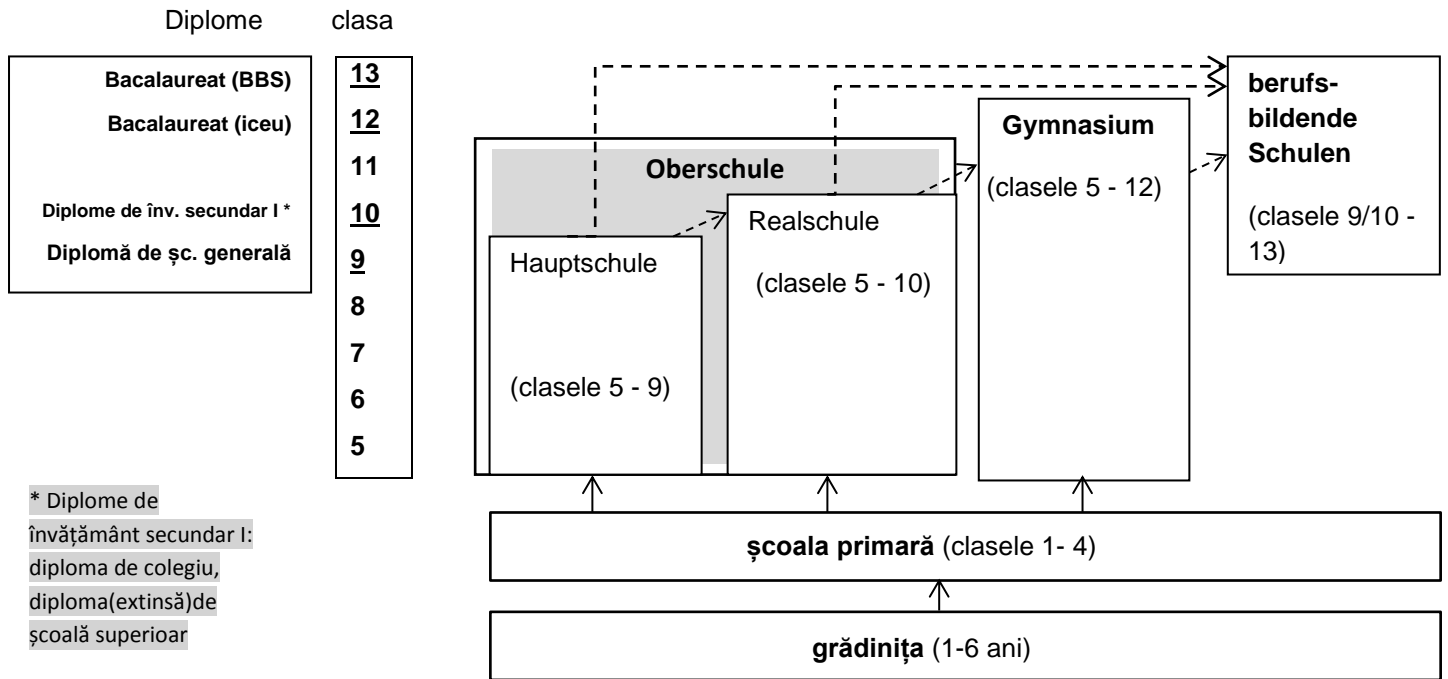 Diplome
clasa
Bacalaureat (BBS)
Bacalaureat (iceu)
Diplome de înv. secundar I *
Diplomă de șc. generală
13
12
11
10
9
8
7
6
5
Oberschule
Hauptschule
(clasele 5 - 9)
Realschule
(clasele 5 - 10)
Gymnasium
(clasele 5 - 12)
berufs-
bildende
Schulen
(clasele 9/10 -
13)
* Diplome de
învățământ secundar I:
diploma de colegiu,
diploma(extinsă)de
școală superioar
școala primară (clasele 1- 4)
grădinița (1-6 ani)